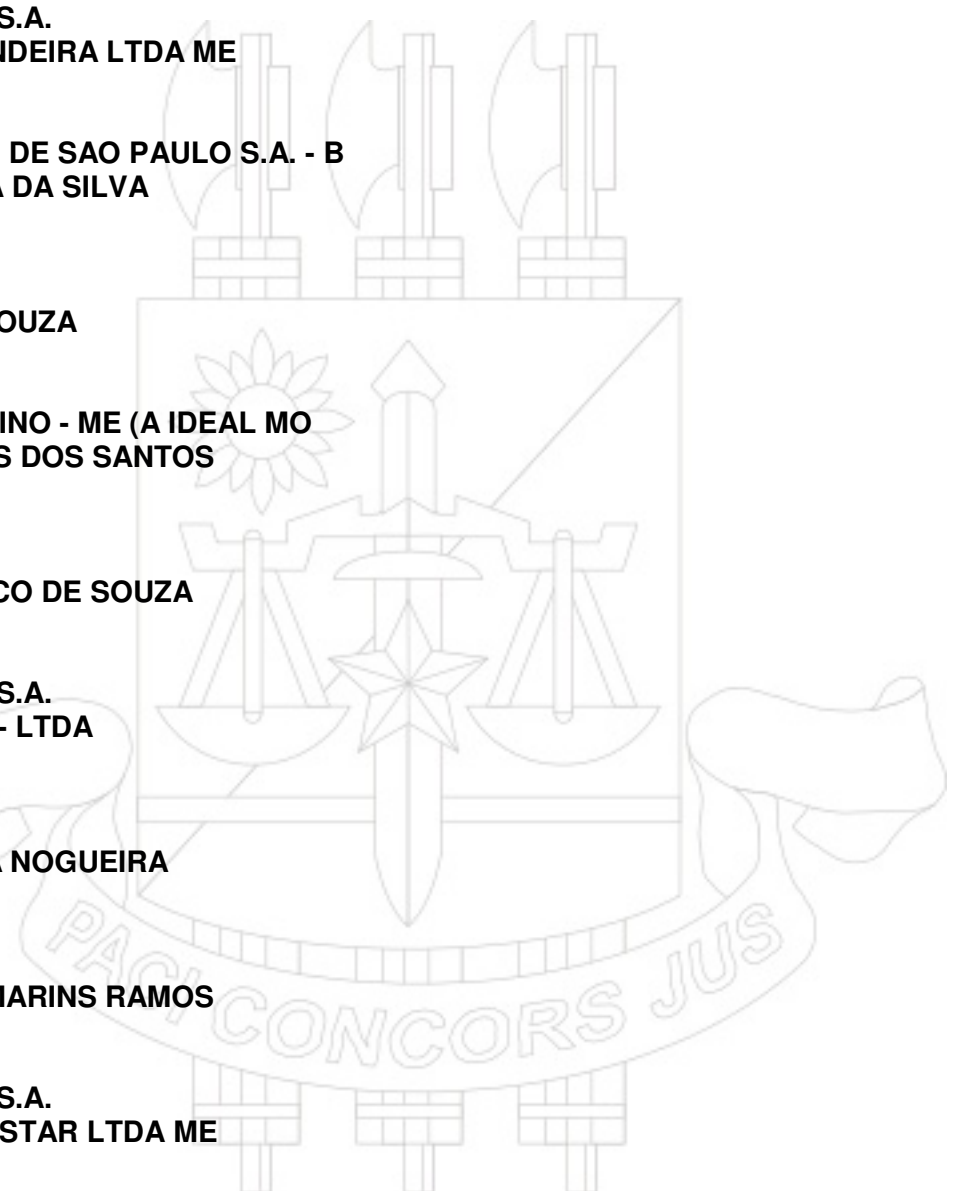 S.A.
NDEIRA LTDA ME
DE SAO PAULO S.A. - B
A DA SILVA
OUZA
INO - ME (A IDEAL MO
S DOS SANTOS
CO DE SOUZA
S.A.
- LTDA
A NOGUEIRA
MARINS RAMOS
PACI CONCORS JUS
S.A.
STAR LTDA ME